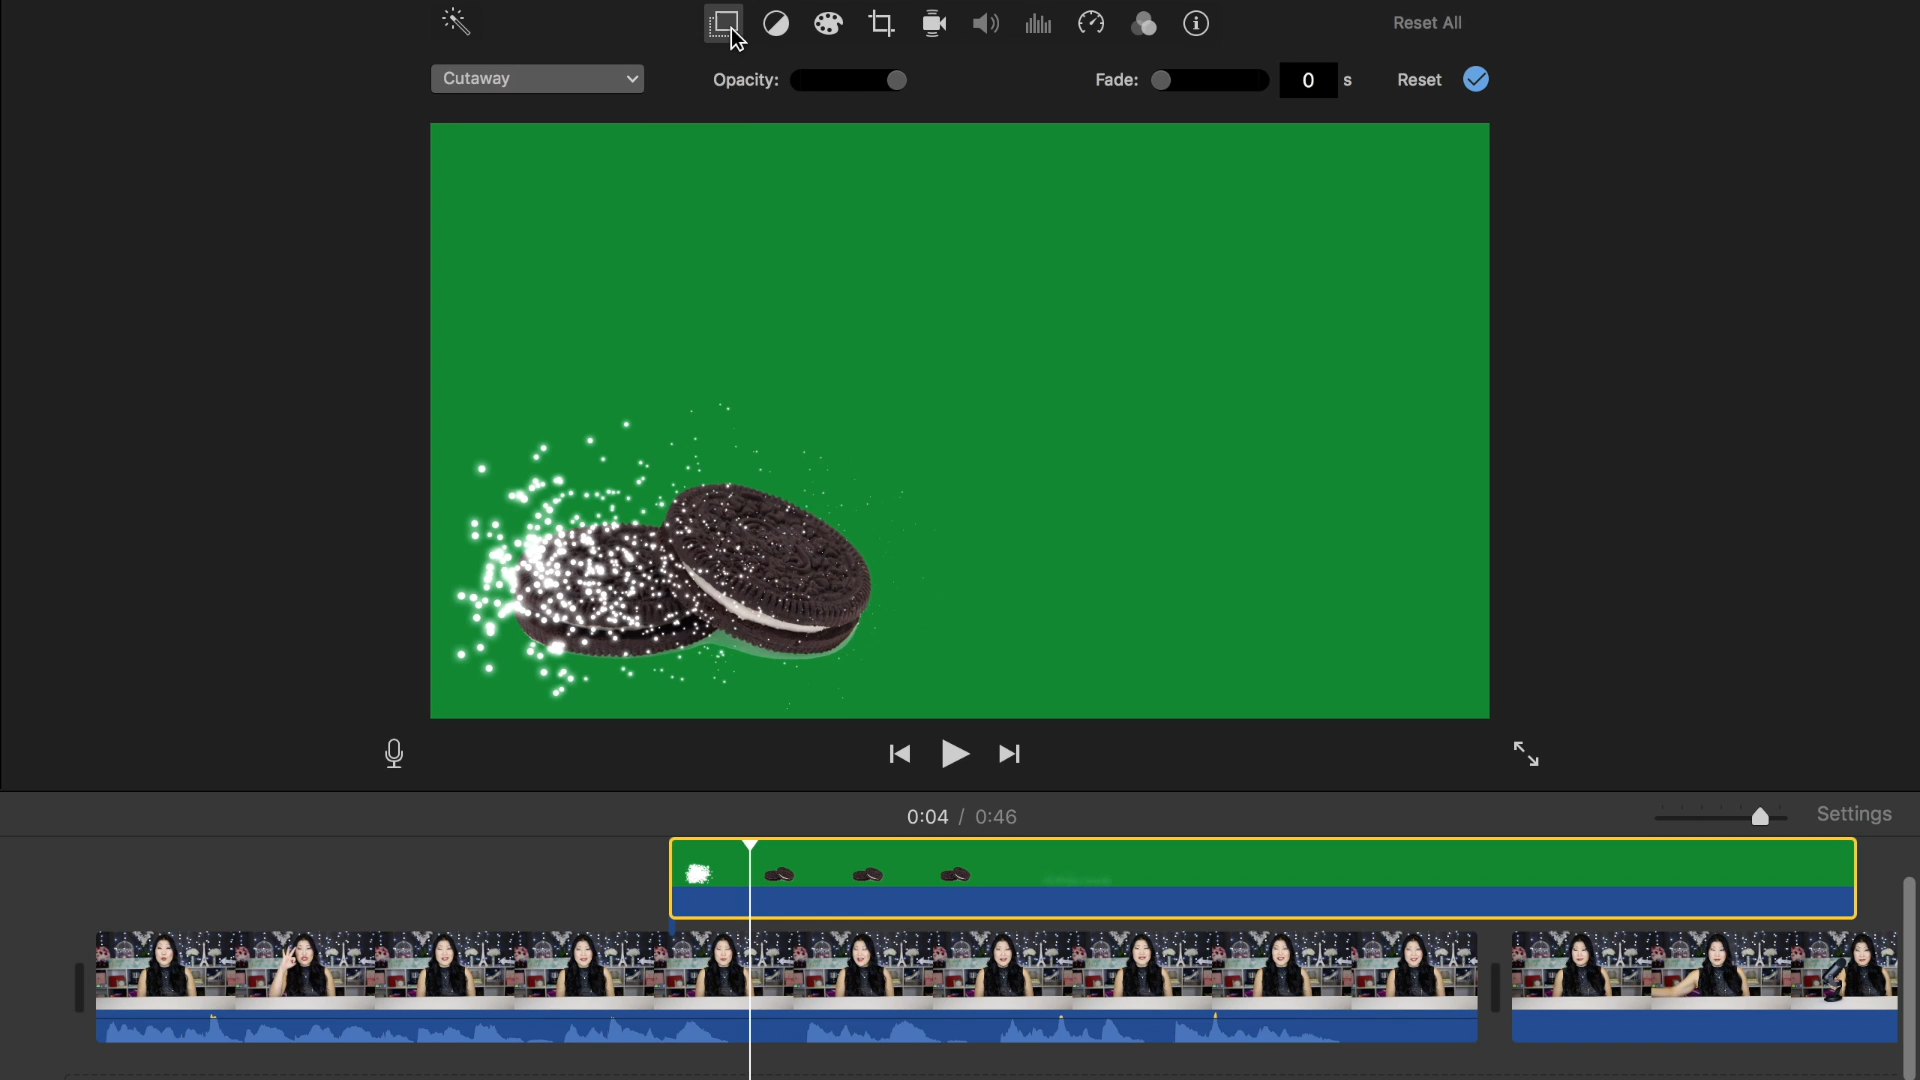 Reset All
Cutaway
Opacity:
Fade:
0
s
Reset
0:04 / 0:46
Settings